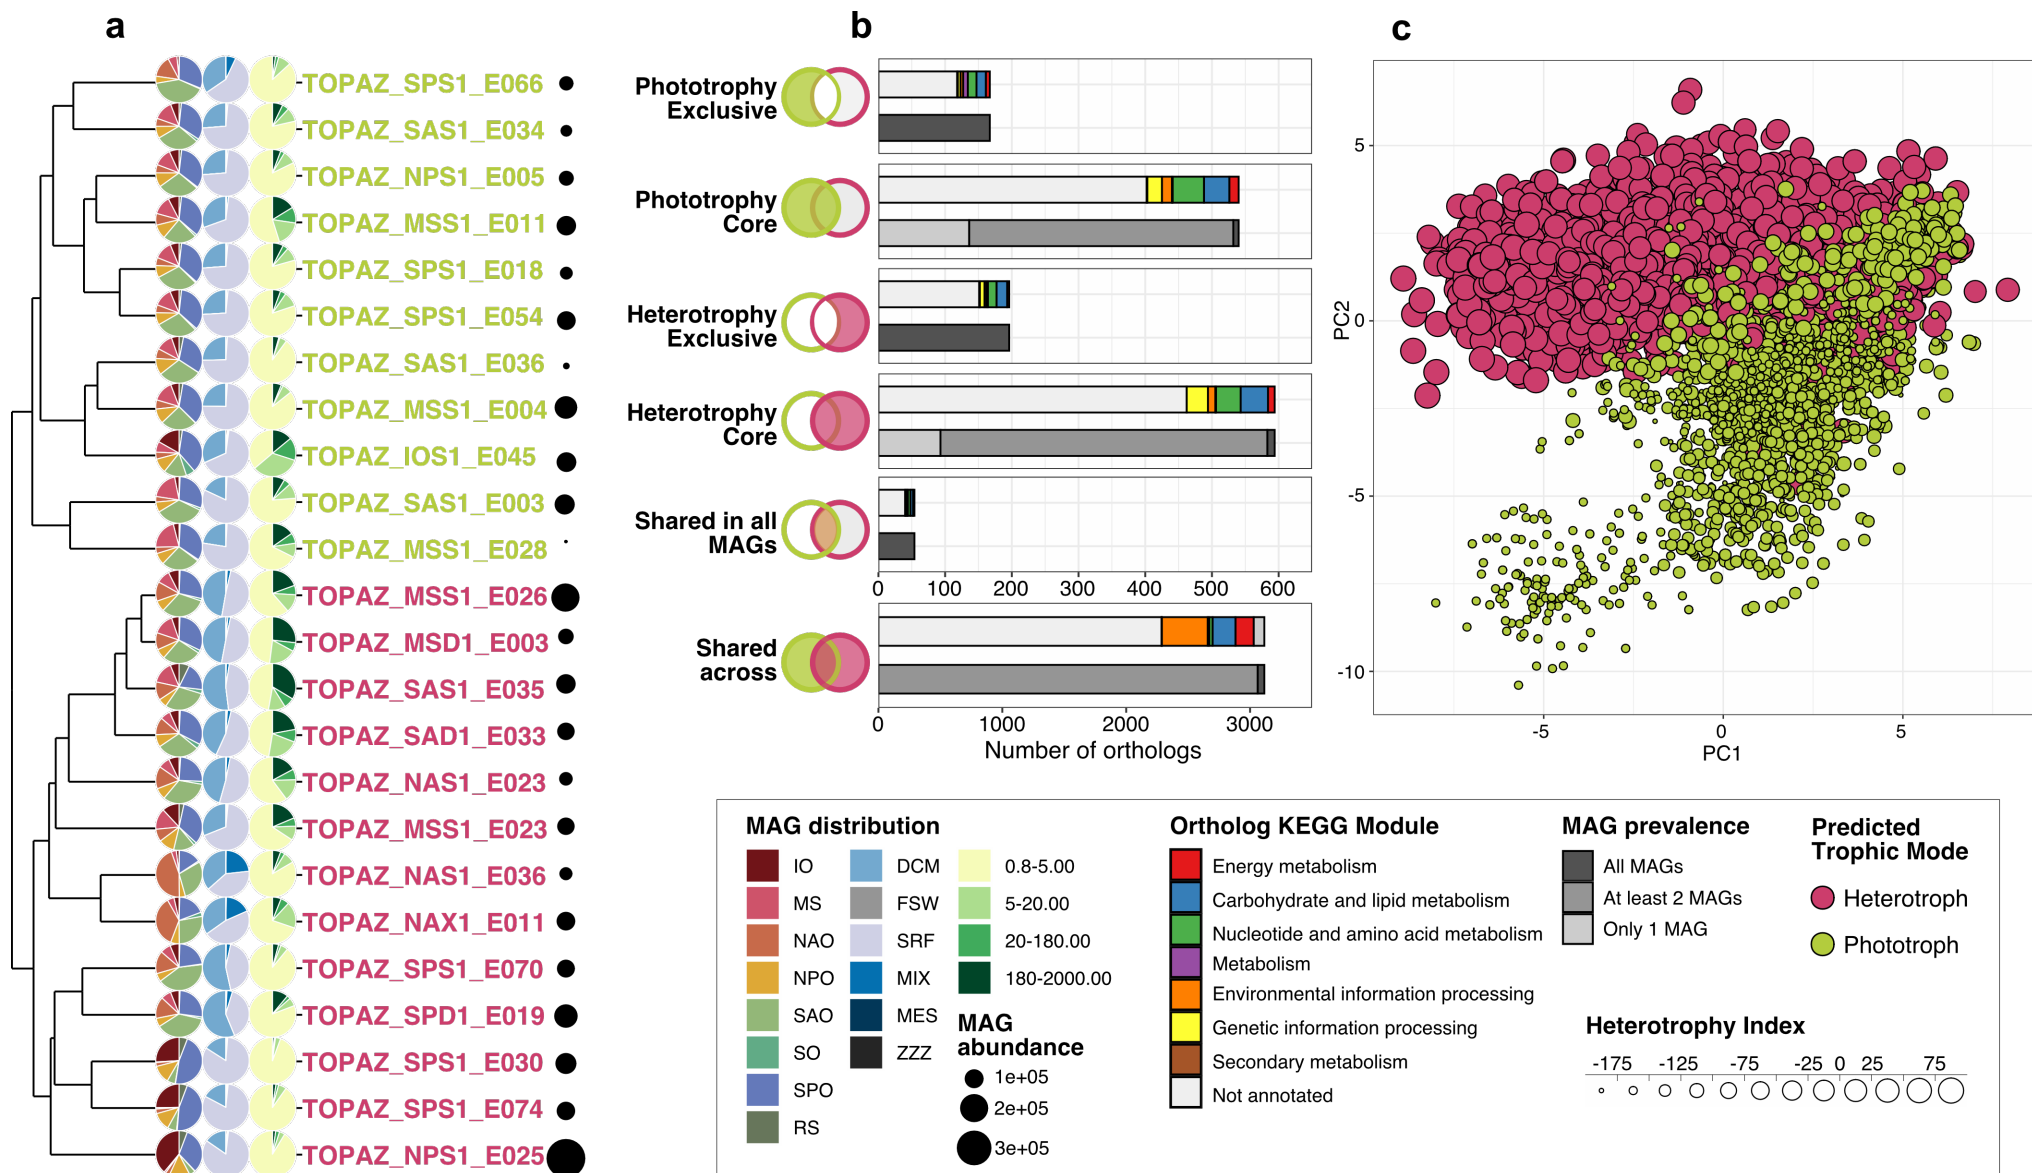 a
TOPAZ_SPS1_E066
TOPAZ_SAS1_E034
TOPAZ_NPS1_E005
TOPAZ_MSS1_E011
TOPAZ_SPS1_E018
TOPAZ_SPS1_E054
TOPAZ_SAS1_E036
TOPAZ_MSS1_E004
TOPAZ_IOS1_E045
TOPAZ_SAS1_E003
TOPAZ_MSS1_E028
TOPAZ_MSS1_E026
TOPAZ_MSD1_E003
TOPAZ_SAS1_E035
TOPAZ_SAD1_E033
TOPAZ_NAS1_E023
TOPAZ_MSS1_E023
TOPAZ_NAS1_E036
TOPAZ_NAX1_E011
TOPAZ_SPS1_E070
TOPAZ_SPD1_E019
TOPAZ_SPS1_E030
TOPAZ_SPS1_E074
TOPAZ_NPS1_E025
b
Phototrophy
Exclusive
Phototrophy
Core
Heterotrophy
Exclusive
Heterotrophy
Core
Shared in all
MAGs
0 100 200 300 400 500 600
Shared
across
0 1000 2000 3000
Number of orthologs
c
PC2
5
0
-5
-10
-5 0 5
PC1
MAG distribution
IO
MS
NAO
NPO
SAO
SO
SPO
RS
DCM
FSW
SRF
MIX
MES
ZZZ
0.8-5.00
5-20.00
20-180.00
180-2000.00
MAG
abundance
1e+05
2e+05
3e+05
Ortholog KEGG Module
Energy metabolism
Carbohydrate and lipid metabolism
Nucleotide and amino acid metabolism
Metabolism
Environmental information processing
Genetic information processing
Secondary metabolism
Not annotated
MAG prevalence
All MAGs
At least 2 MAGs
Only 1 MAG
Predicted
Trophic Mode
Heterotroph
Phototroph
Heterotrophy Index
-175 -125 -75 -25 0 25 75